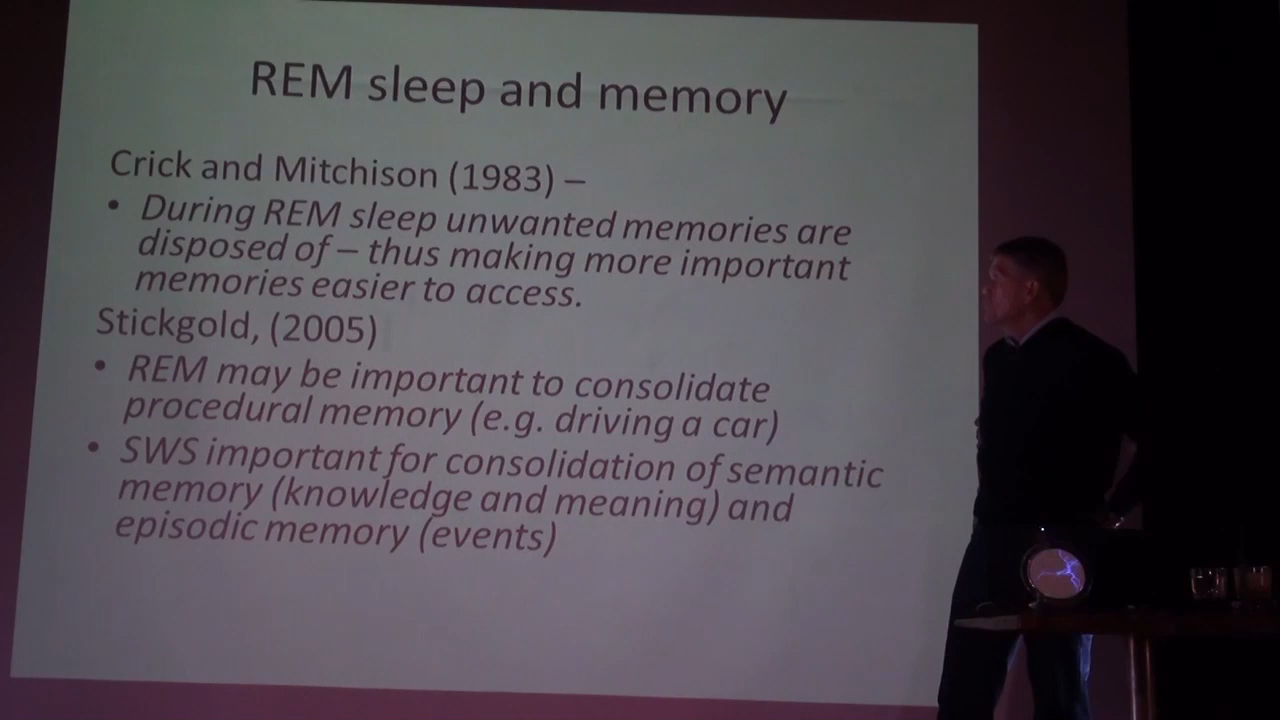 REM sleep and memory
Crick and Mitchison (1983) –
• During REM sleep unwanted memories are
disposed of – thus making more important
memories easier to access.
Stickgold, (2005)
• REM may be important to consolidate
procedural memory (e.g. driving a car)
• SWS important for consolidation of semantic
memory (knowledge and meaning) and
episodic memory (events)